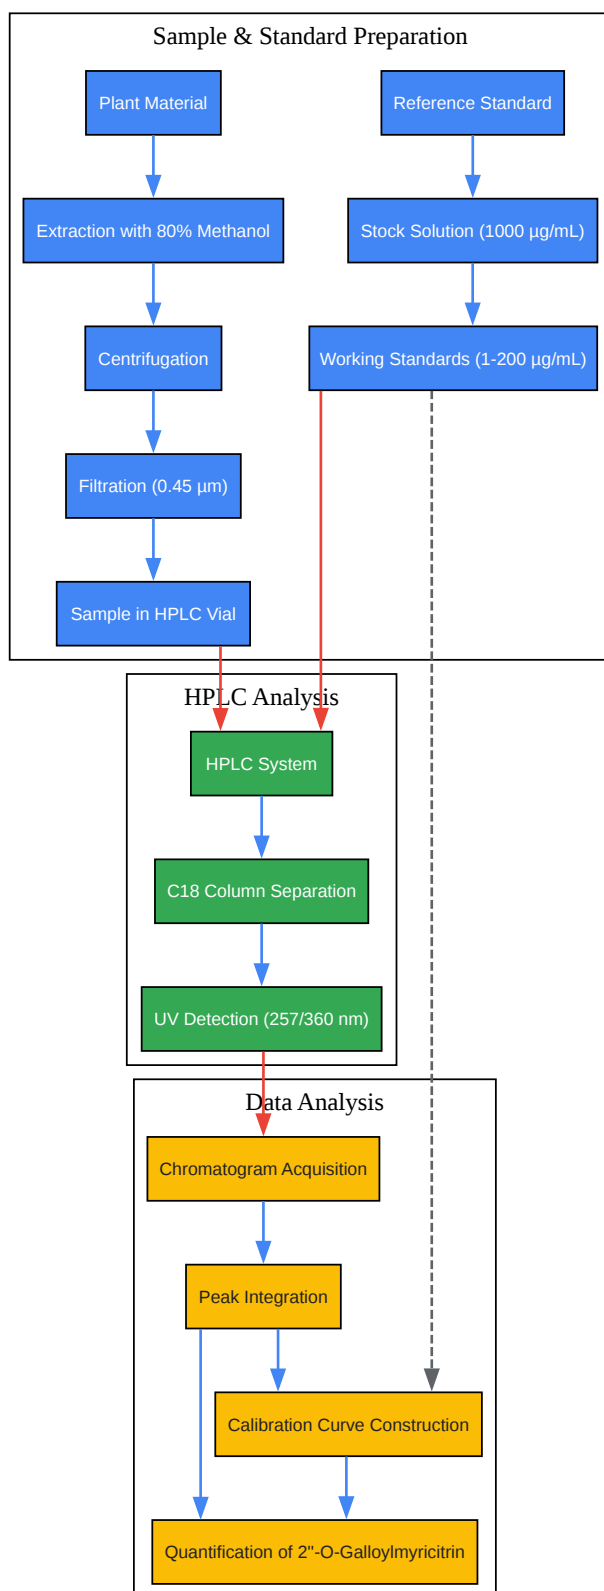 Sample & Standard Preparation
Plant Material
Reference Standard
Extraction with 80% Methanol
Stock Solution (1000 µg/mL)
Centrifugation
Working Standards (1-200 µg/mL)
Filtration (0.45 µm)
Sample in HPLC Vial
HPLC Analysis
HPLC System
C18 Column Separation
UV Detection (257/360 nm)
Data Analysis
Chromatogram Acquisition
Peak Integration
Calibration Curve Construction
Quantification of 2"-O-Galloylmyricitrin